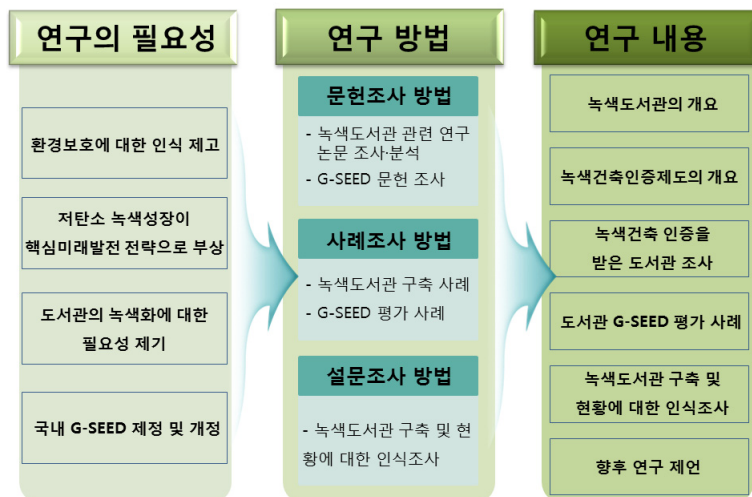 연구의 필요성
환경보호에 대한 인식 제고
저탄소 녹색성장이
핵심미래발전 전략으로 부상
도서관의 녹색화에 대한
필요성 제기
국내 G-SEED 제정 및 개정
연구 방법
문헌조사 방법
- 녹색도서관 관련 연구
논문 조사·분석
- G-SEED 문헌 조사
사례조사 방법
- 녹색도서관 구축 사례
- G-SEED 평가 사례
설문조사 방법
- 녹색도서관 구축 및 현
황에 대한 인식조사
연구 내용
녹색도서관의 개요
녹색건축인증제도의 개요
녹색건축 인증을
받은 도서관 조사
도서관 G-SEED 평가 사례
녹색도서관 구축 및
현황에 대한 인식조사
향후 연구 제언